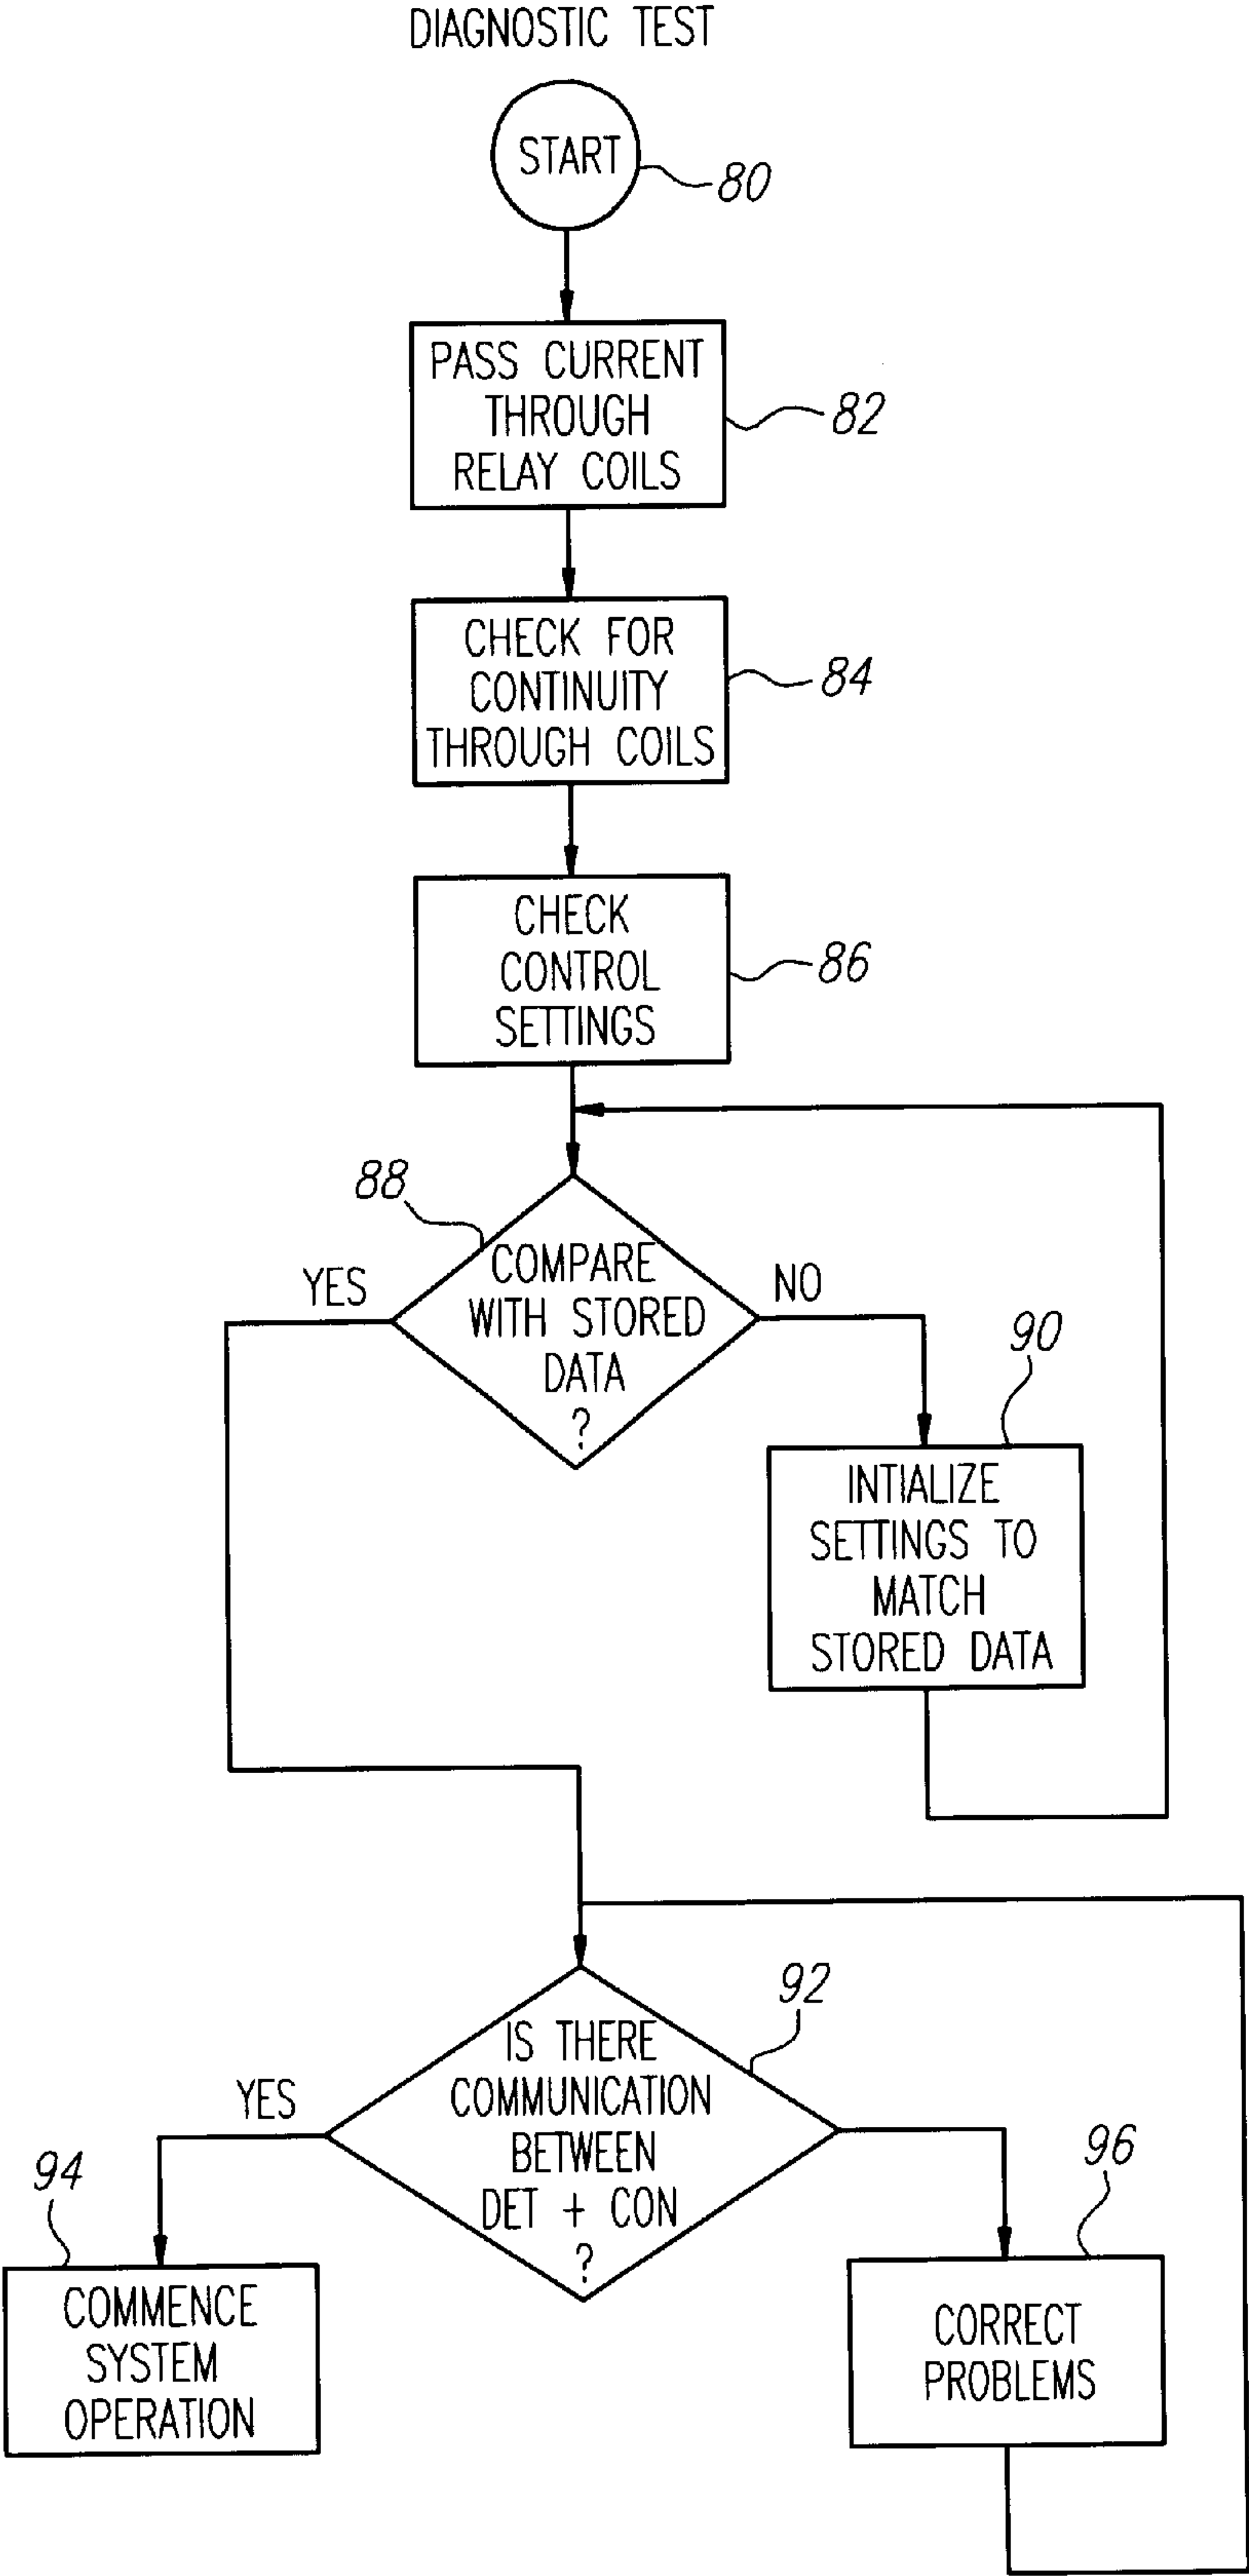 DIAGNOSTIC TEST
START
80
PASS CURRENT
THROUGH
RELAY COILS
82
CHECK FOR
CONTINUITY
THROUGH COILS
84
CHECK
CONTROL
SETTINGS
86
88
COMPARE
WITH STORED
DATA
?
YES
NO
90
INTIALIZE
SETTINGS TO
MATCH
STORED DATA
92
IS THERE
COMMUNICATION
BETWEEN
DET + CON
?
YES
94
COMMENCE
SYSTEM
OPERATION
96
CORRECT
PROBLEMS